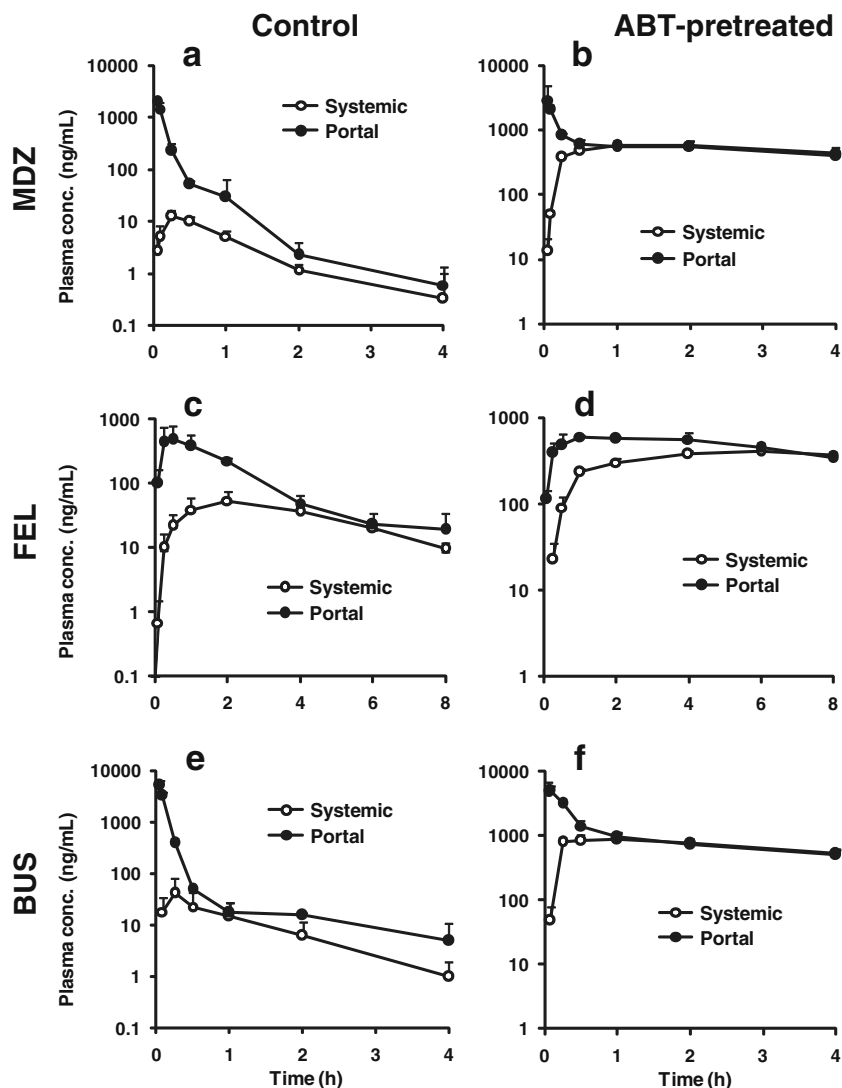 Control
ABT-pretreated
MDZ
a
Plasma conc. (ng/mL)
10000
1000
100
10
1
0.1
0 1 2 3 4
Systemic
Portal
b
10000
1000
100
10
1
0 1 2 3 4
Systemic
Portal
FEL
c
Plasma conc. (ng/mL)
1000
100
10
1
0.1
0 2 4 6 8
Systemic
Portal
d
1000
100
10
1
0 2 4 6 8
Systemic
Portal
BUS
e
Plasma conc. (ng/mL)
10000
1000
100
10
1
0.1
0 1 2 3 4
Time (h)
Systemic
Portal
f
10000
1000
100
10
1
0 1 2 3 4
Time (h)
Systemic
Portal